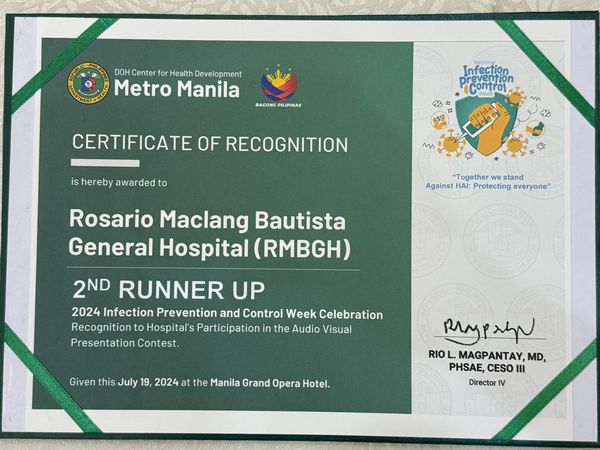 DOH Center for Health Development
Metro Manila
BAGONG PILIPINAS
CERTIFICATE OF RECOGNITION
is hereby awarded to
Rosario Maclang Bautista
General Hospital (RMBGH)
2ND RUNNER UP
2024 Infection Prevention and Control Week Celebration
Recognition to Hospital's Participation in the Audio Visual
Presentation Contest.
Given this July 19, 2024 at the Manila Grand Opera Hotel.
National
Infection
Prevention
& Control
Week
"Together we stand
Against HAI: Protecting everyone"
RIO L. MAGPANTAY, MD,
PHSAE, CESO III
Director IV